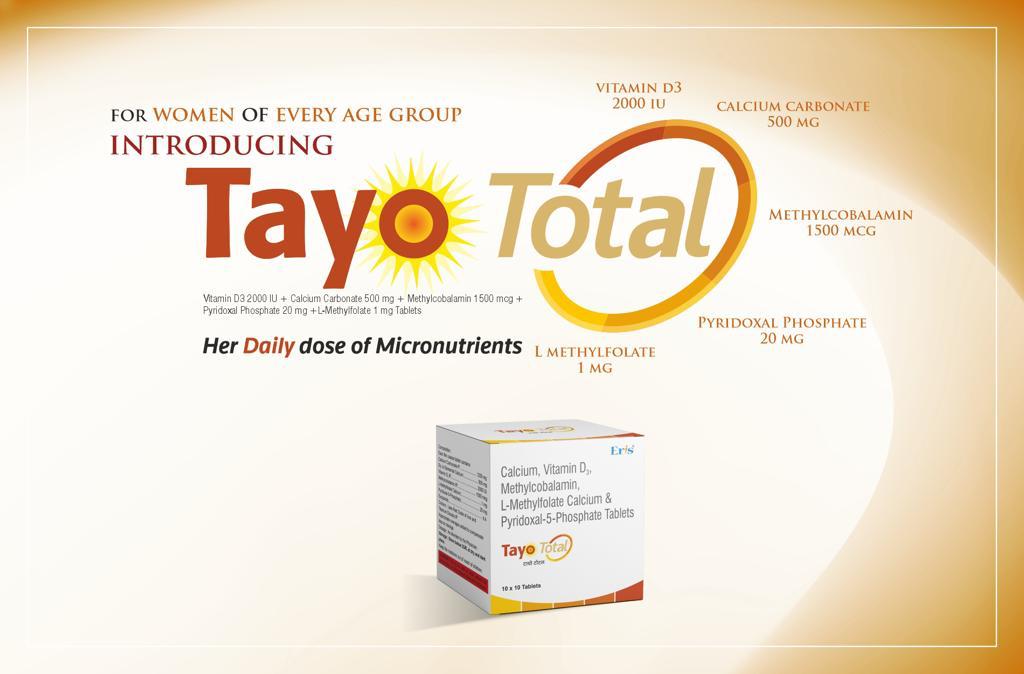 FOR WOMEN OF EVERY AGE GROUP
INTRODUCING
Tayo Total
VITAMIN D3
2000 IU
CALCIUM CARBONATE
500 MG
METHYLCOBALAMIN
1500 MCG
PYRIDOXAL PHOSPHATE
20 MG
L METHYLFOLATE
1 MG
Vitamin D3 2000 IU + Calcium Carbonate 500 mg + Methylcobalamin 1500 mcg +
Pyridoxal Phosphate 20 mg +L-Methylfolate 1 mg Tablets
Her Daily dose of Micronutrients
Tayo
Eris
Calcium, Vitamin D3,
Methylcobalamin,
L-Methylfolate Calcium &
Pyridoxal-5-Phosphate Tablets
Tayo Total
टायो टोटल
10 x 10 Tablets